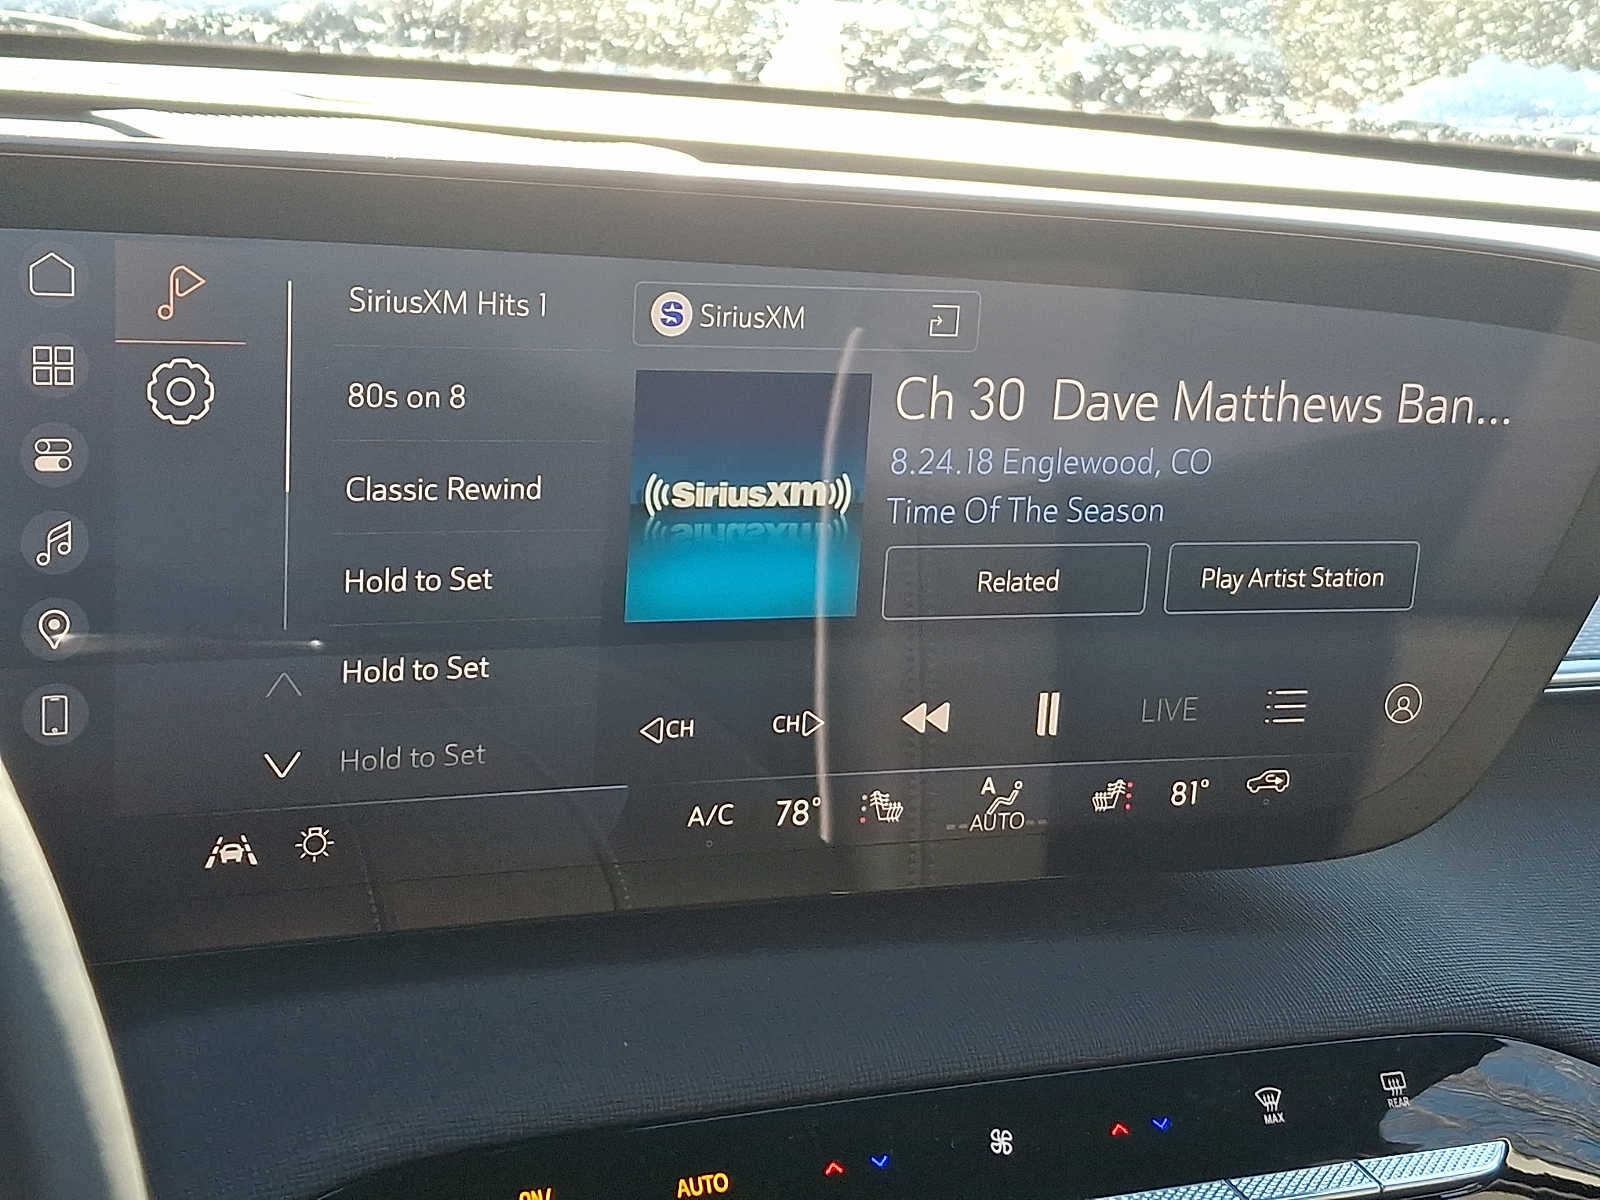 SiriusXM Hits 1
80s on 8
Classic Rewind
Hold to Set
Hold to Set
Hold to Set
SiriusXM
((SiriusXM))
Ch 30 Dave Matthews Ban...
8.24.18 Englewood, CO
Time Of The Season
Related
Play Artist Station
CH
CH
LIVE
A/C
78°
A
AUTO
81°
MAX
REAR
ON/
AUTO